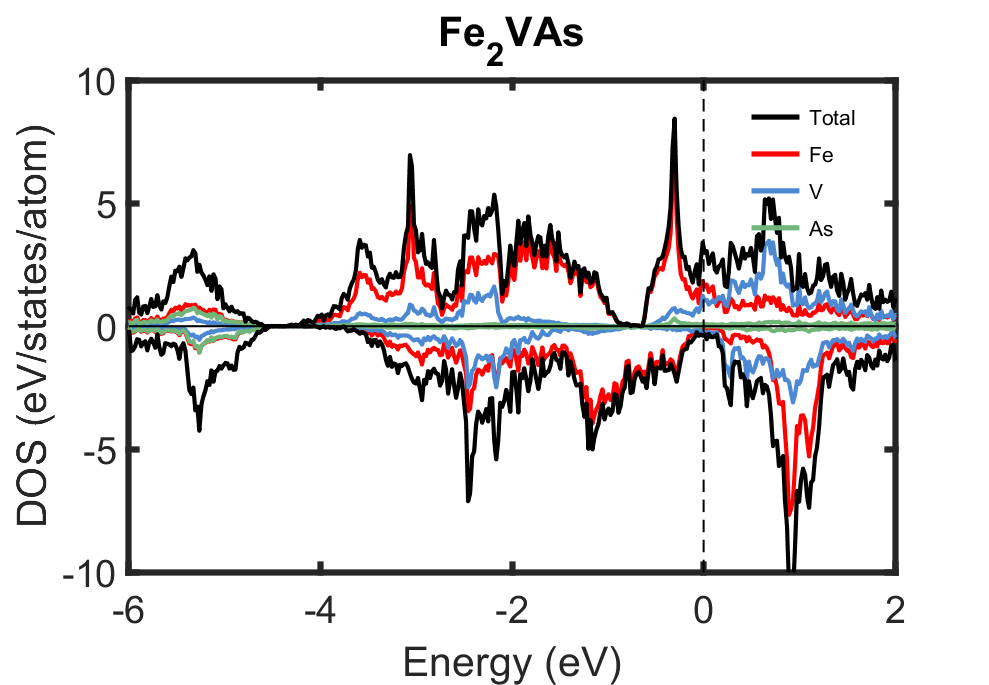 Fe₂VAs
10
5
0
-5
-10
DOS (eV/states/atom)
Total
Fe
V
As
-6 -4 -2 0 2
Energy (eV)